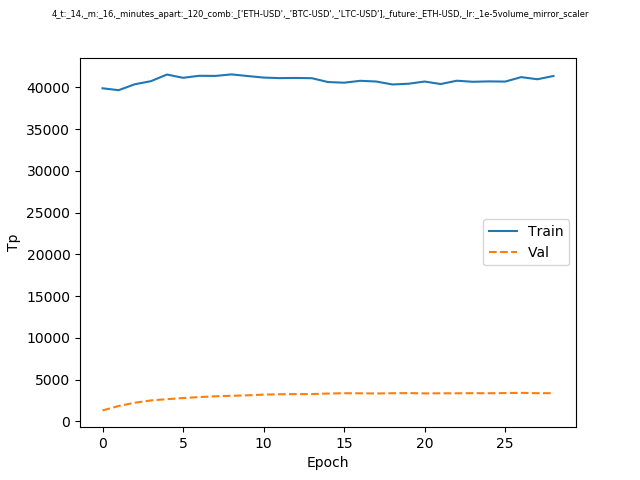 4_t:_14,_m:_16,_minutes_apart:_120_comb:_['ETH-USD',_'BTC-USD',_'LTC-USD'],_future:_ETH-USD,_lr:_1e-5volume_mirror_scaler
40000
35000
30000
25000
20000
15000
10000
5000
0
Tp
Train
Val
0 5 10 15 20 25
Epoch